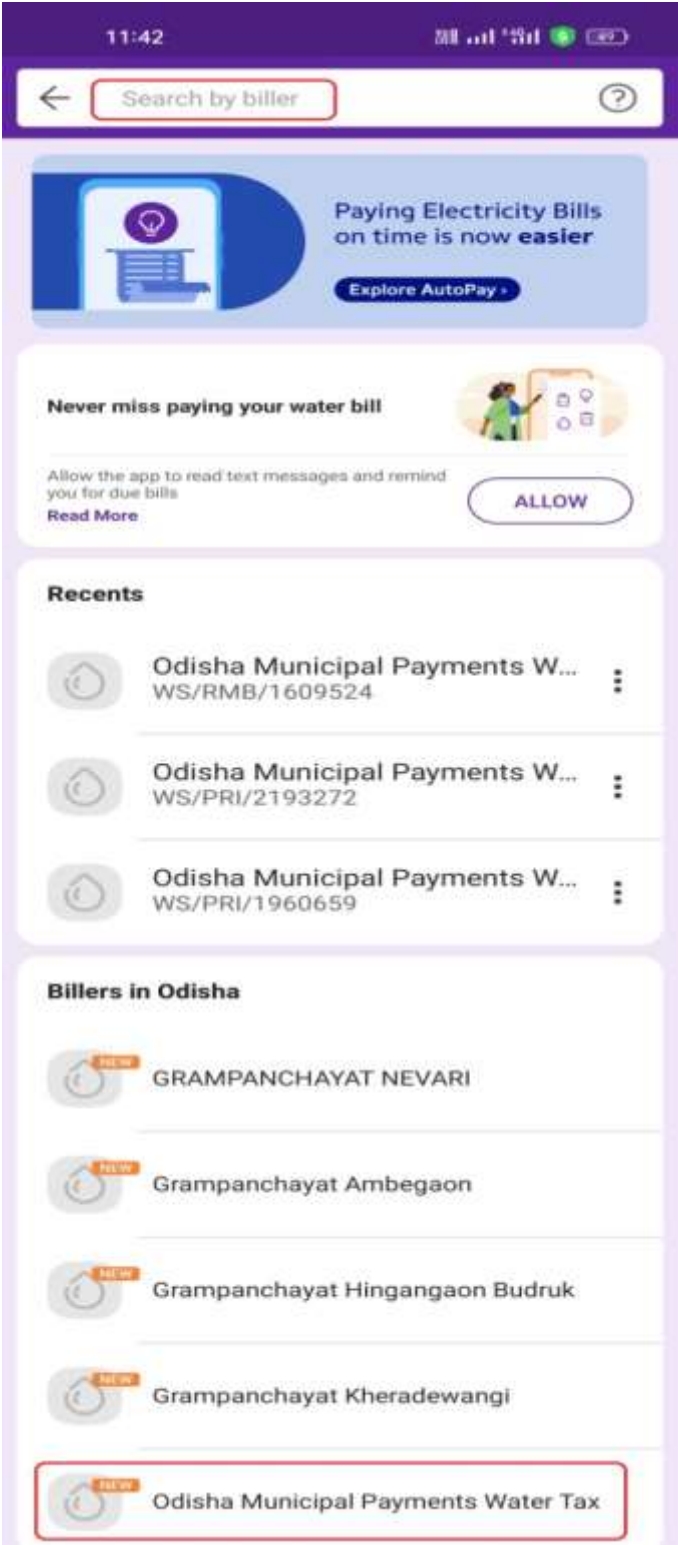 11:42
Search by biller
Paying Electricity Bills
on time is now easier
Explore AutoPay ›
Never miss paying your water bill
Allow the app to read text messages and remind
you for due bills
Read More
ALLOW
Recents
Odisha Municipal Payments W...
WS/RMB/1609524
Odisha Municipal Payments W...
WS/PRI/2193272
Odisha Municipal Payments W...
WS/PRI/1960659
Billers in Odisha
NEW
GRAMPANCHAYAT NEVARI
NEW
Grampanchayat Ambegaon
NEW
Grampanchayat Hingangaon Budruk
NEW
Grampanchayat Kheradewangi
NEW
Odisha Municipal Payments Water Tax